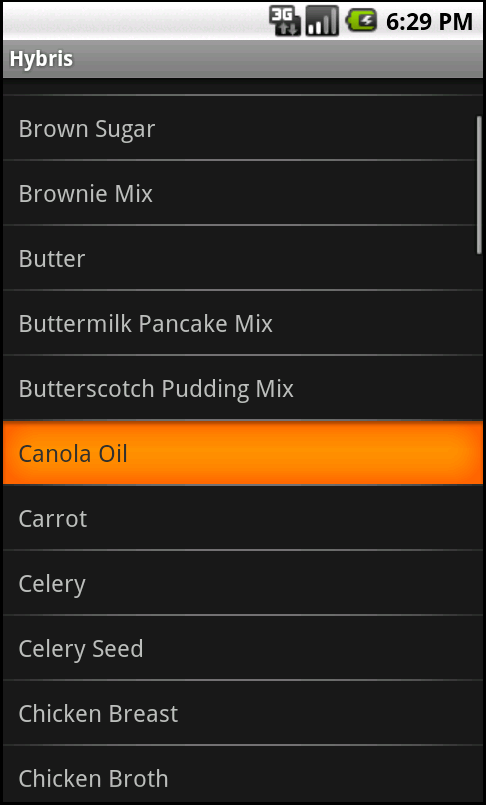 3G 6:29 PM
Hybris
Brown Sugar
Brownie Mix
Butter
Buttermilk Pancake Mix
Butterscotch Pudding Mix
Canola Oil
Carrot
Celery
Celery Seed
Chicken Breast
Chicken Broth